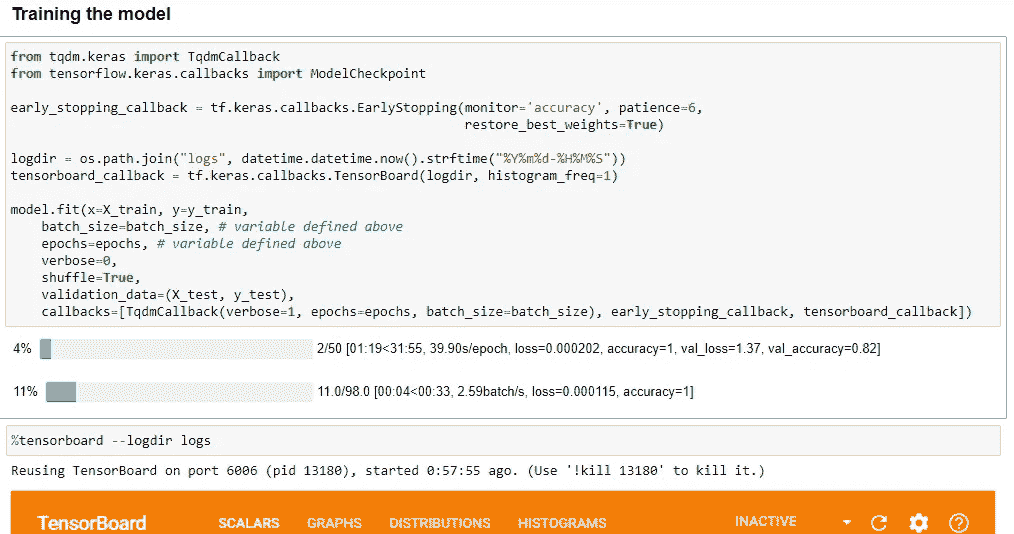 Training the model
from tqdm.keras import TqdmCallback
from tensorflow.keras.callbacks import ModelCheckpoint
early_stopping_callback = tf.keras.callbacks.EarlyStopping(monitor='accuracy', patience=6,
restore_best_weights=True)
logdir = os.path.join("logs", datetime.datetime.now().strftime("%Y%m%d-%H%M%S"))
tensorboard_callback = tf.keras.callbacks.TensorBoard(logdir, histogram_freq=1)
model.fit(x=X_train, y=y_train,
batch_size=batch_size, # variable defined above
epochs=epochs, # variable defined above
verbose=0,
shuffle=True,
validation_data=(X_test, y_test),
callbacks=[TqdmCallback(verbose=1, epochs=epochs, batch_size=batch_size), early_stopping_callback, tensorboard_callback])
4% 2/50 [01:19<31:55, 39.90s/epoch, loss=0.000202, accuracy=1, val_loss=1.37, val_accuracy=0.82]
11% 11.0/98.0 [00:04<00:33, 2.59batch/s, loss=0.000115, accuracy=1]
%tensorboard --logdir logs
Reusing TensorBoard on port 6006 (pid 13180), started 0:57:55 ago. (Use '!kill 13180' to kill it.)
TensorBoard SCALARS GRAPHS DISTRIBUTIONS HISTOGRAMS INACTIVE